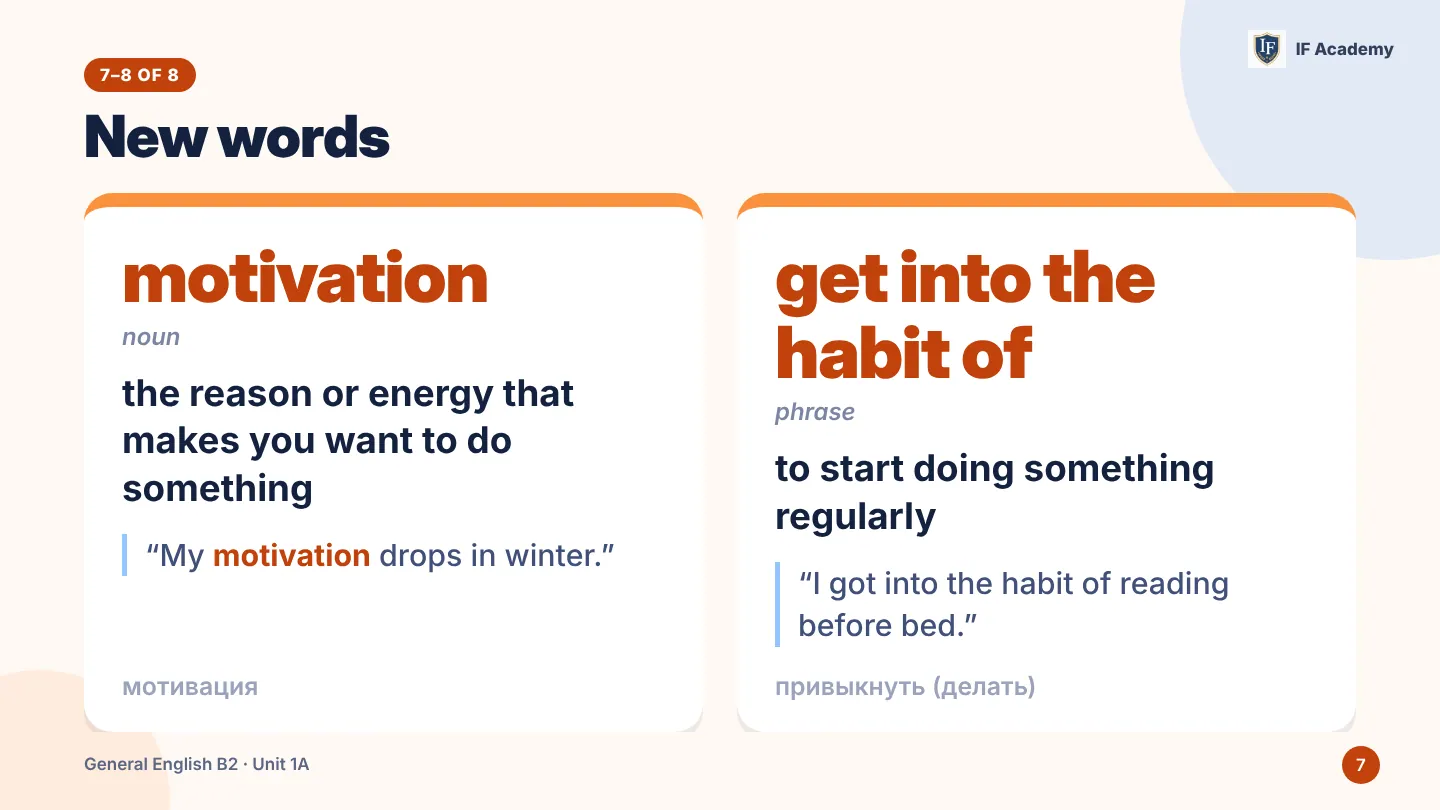 IF Academy
7–8 OF 8
New words
motivation
noun
the reason or energy that
makes you want to do
something
“My motivation drops in winter.”
мотивация
get into the
habit of
phrase
to start doing something
regularly
“I got into the habit of reading
before bed.”
привыкнуть (делать)
General English B2 · Unit 1A
7